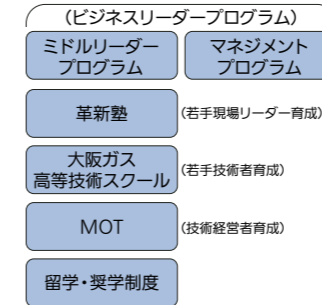 (ビジネスリーダープログラム)
ミドルリーダー
プログラム
マネジメント
プログラム
革新塾
(若手現場リーダー育成)
大阪ガス
高等技術スクール
(若手技術者育成)
MOT
(技術経営者育成)
留学・奨学制度